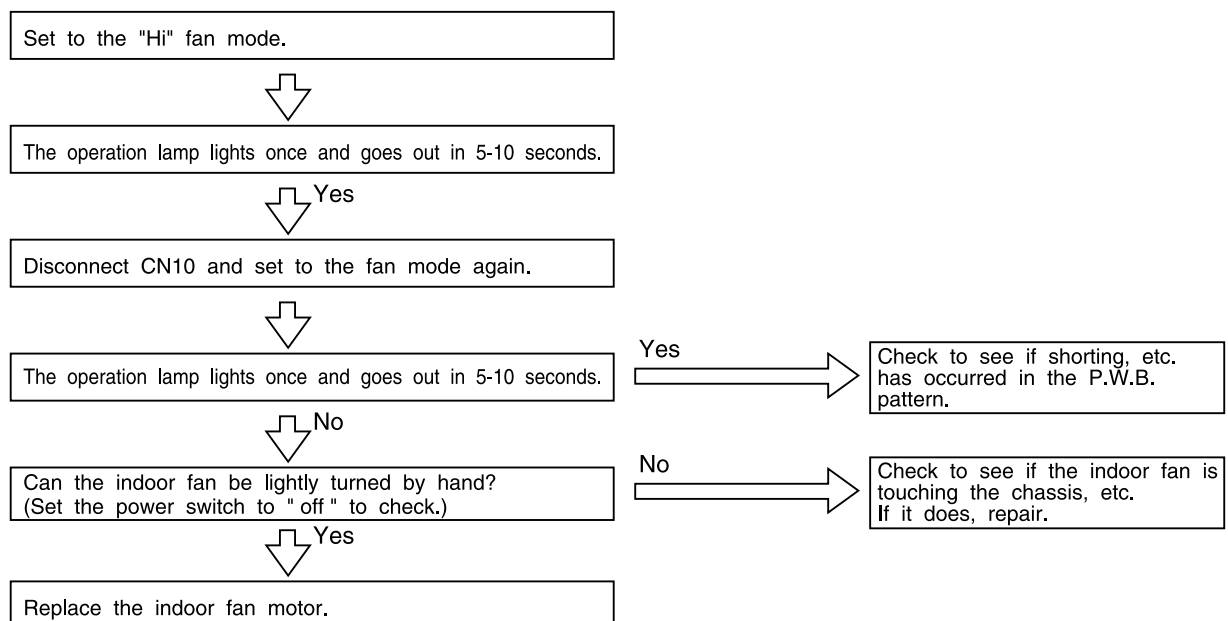 Set to the "Hi" fan mode.
The operation lamp lights once and goes out in 5-10 seconds.
Yes
Disconnect CN10 and set to the fan mode again.
The operation lamp lights once and goes out in 5-10 seconds.
Yes
Check to see if shorting, etc.
has occurred in the P.W.B.
pattern.
No
Can the indoor fan be lightly turned by hand?
(Set the power switch to "off" to check.)
No
Check to see if the indoor fan is
touching the chassis, etc.
If it does, repair.
Yes
Replace the indoor fan motor.